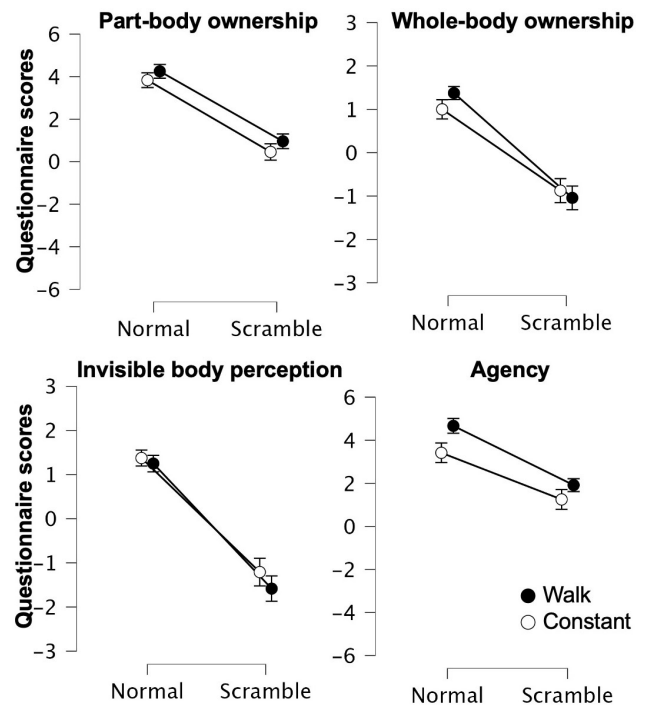 Part-body ownership
Questionnaire scores
6
4
2
0
−2
−4
−6
Normal Scramble
Whole-body ownership
3
2
1
0
−1
−2
−3
Normal Scramble
Invisible body perception
Questionnaire scores
3
2
1
0
−1
−2
−3
Normal Scramble
Agency
6
4
2
0
−2
−4
−6
Walk
Constant
Normal Scramble